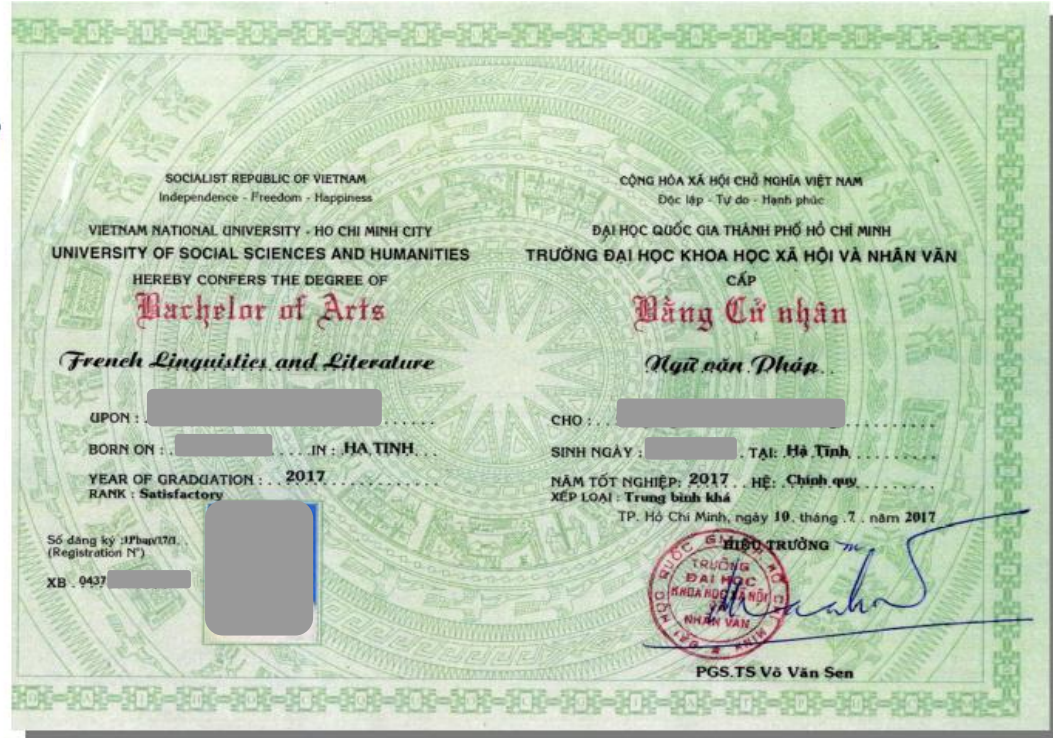 SOCIALIST REPUBLIC OF VIETNAM
Independence - Freedom - Happiness
VIETNAM NATIONAL UNIVERSITY - HO CHI MINH CITY
UNIVERSITY OF SOCIAL SCIENCES AND HUMANITIES
HEREBY CONFERS THE DEGREE OF
Bachelor of Arts
French Linguistics and Literature
UPON :
BORN ON : IN : HA TINH
YEAR OF GRADUATION : 2017
RANK : Satisfactory
Số đăng ký :
(Registration N°)
XB . 0437
CỘNG HÒA XÃ HỘI CHỦ NGHĨA VIỆT NAM
Độc lập - Tự do - Hạnh phúc
ĐẠI HỌC QUỐC GIA THÀNH PHỐ HỒ CHÍ MINH
TRƯỜNG ĐẠI HỌC KHOA HỌC XÃ HỘI VÀ NHÂN VĂN
CẤP
Bằng Cử nhân
Ngữ văn Pháp
CHO :
SINH NGÀY : TẠI: Hà Tĩnh
NĂM TỐT NGHIỆP: 2017 HỆ: Chính quy
XẾP LOẠI : Trung bình khá
TP. Hồ Chí Minh, ngày 10 tháng 7 năm 2017
HIỆU TRƯỞNG
TRƯỜNG
ĐẠI HỌC
KHOA HỌC XÃ HỘI
VÀ
NHÂN VĂN
PGS.TS Võ Văn Sen